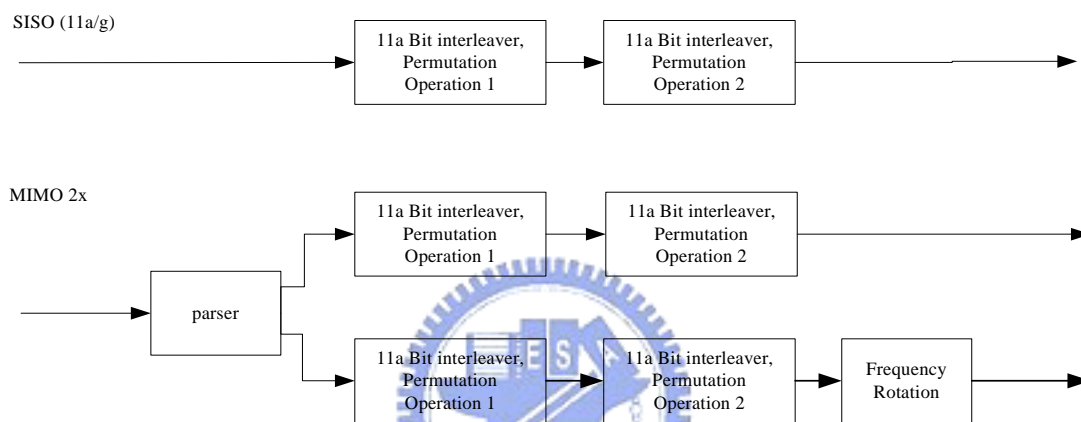 SISO (11a/g)
11a Bit interleaver,
Permutation
Operation 1
11a Bit interleaver,
Permutation
Operation 2
MIMO 2x
11a Bit interleaver,
Permutation
Operation 1
11a Bit interleaver,
Permutation
Operation 2
parser
11a Bit interleaver,
Permutation
Operation 1
11a Bit interleaver,
Permutation
Operation 2
Frequency
Rotation